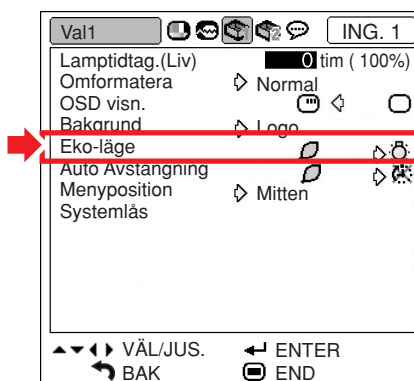 Val1 ING. 1
Lamptidtag.(Liv) 0 tim ( 100%)
Omformatera Normal
OSD visn.
Bakgrund Logo
Eko-läge
Auto Avstängning
Menyposition Mitten
Systemlås
VÄL/JUS. ENTER
BAK END